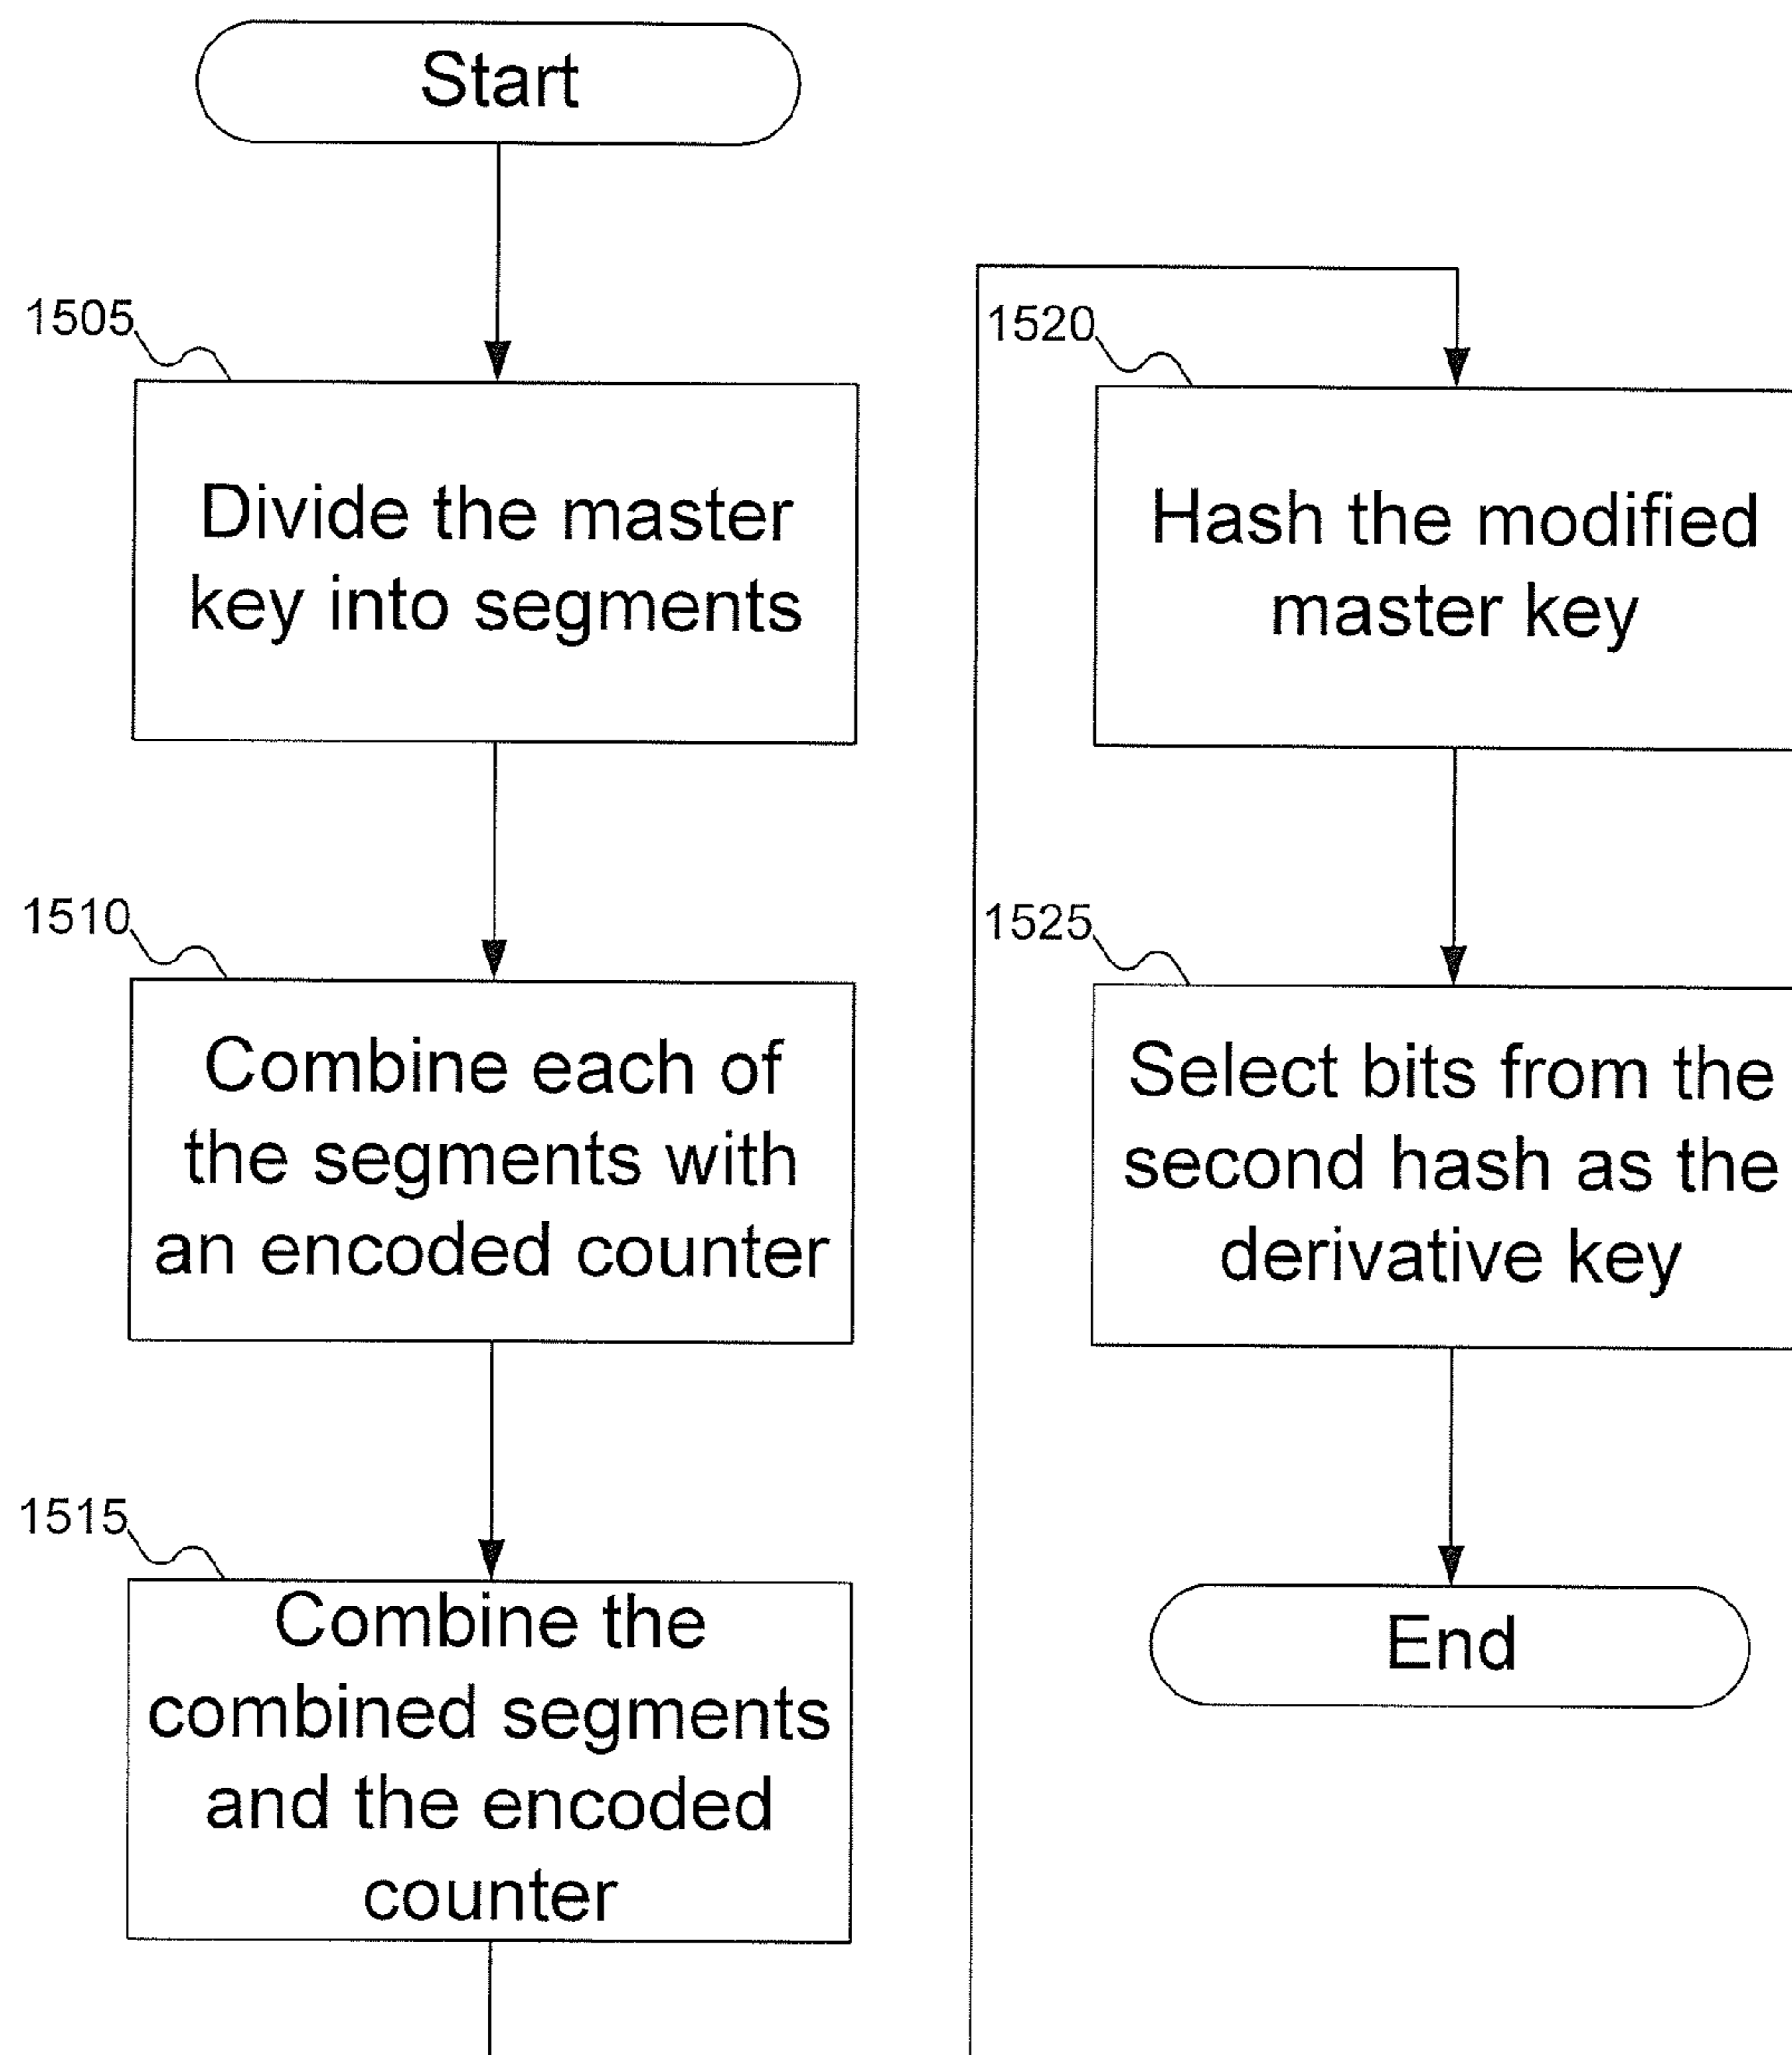 Start
1505
Divide the master
key into segments
1510
Combine each of
the segments with
an encoded counter
1515
Combine the
combined segments
and the encoded
counter
1520
Hash the modified
master key
1525
Select bits from the
second hash as the
derivative key
End